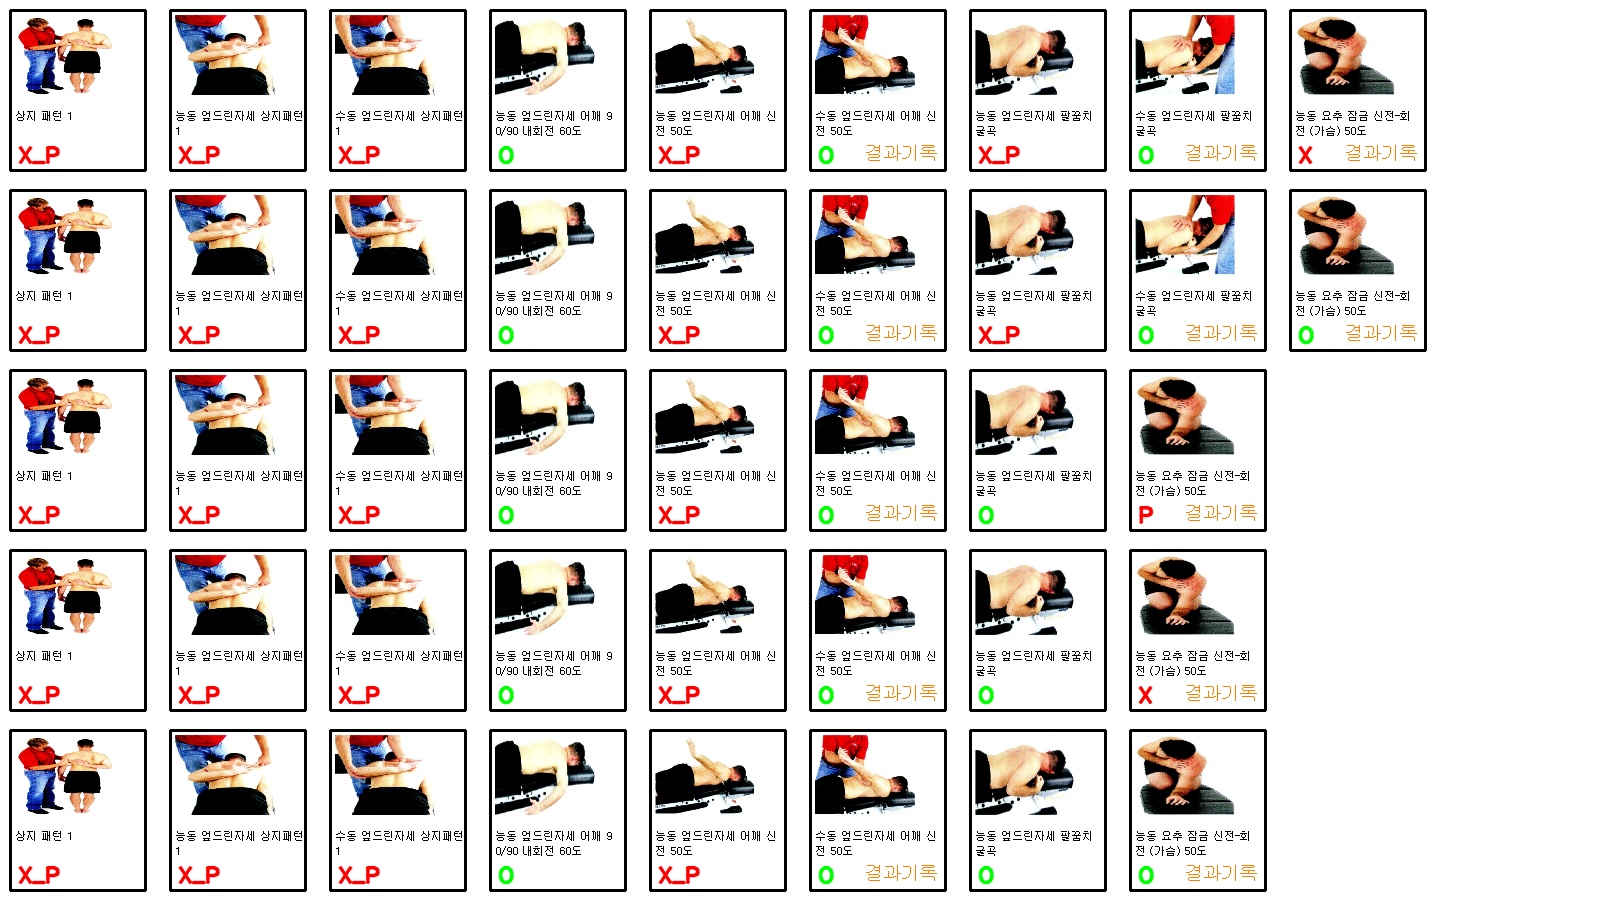 상지 패턴 1
X_P
능동 엎드린자세 상지패턴
1
X_P
수동 엎드린자세 상지패턴
1
X_P
능동 엎드린자세 어깨 9
0/90 내회전 60도
O
능동 엎드린자세 어깨 신
전 50도
X_P
수동 엎드린자세 어깨 신
전 50도
O 결과기록
능동 엎드린자세 팔꿈치
굴곡
X_P
수동 엎드린자세 팔꿈치
굴곡
O 결과기록
능동 요추 잠금 신전-회
전 (가슴) 50도
X 결과기록
상지 패턴 1
X_P
능동 엎드린자세 상지패턴
1
X_P
수동 엎드린자세 상지패턴
1
X_P
능동 엎드린자세 어깨 9
0/90 내회전 60도
O
능동 엎드린자세 어깨 신
전 50도
X_P
수동 엎드린자세 어깨 신
전 50도
O 결과기록
능동 엎드린자세 팔꿈치
굴곡
X_P
수동 엎드린자세 팔꿈치
굴곡
O 결과기록
능동 요추 잠금 신전-회
전 (가슴) 50도
O 결과기록
상지 패턴 1
X_P
능동 엎드린자세 상지패턴
1
X_P
수동 엎드린자세 상지패턴
1
X_P
능동 엎드린자세 어깨 9
0/90 내회전 60도
O
능동 엎드린자세 어깨 신
전 50도
X_P
수동 엎드린자세 어깨 신
전 50도
O 결과기록
능동 엎드린자세 팔꿈치
굴곡
O
능동 요추 잠금 신전-회
전 (가슴) 50도
P 결과기록
상지 패턴 1
X_P
능동 엎드린자세 상지패턴
1
X_P
수동 엎드린자세 상지패턴
1
X_P
능동 엎드린자세 어깨 9
0/90 내회전 60도
O
능동 엎드린자세 어깨 신
전 50도
X_P
수동 엎드린자세 어깨 신
전 50도
O 결과기록
능동 엎드린자세 팔꿈치
굴곡
O
능동 요추 잠금 신전-회
전 (가슴) 50도
X 결과기록
상지 패턴 1
X_P
능동 엎드린자세 상지패턴
1
X_P
수동 엎드린자세 상지패턴
1
X_P
능동 엎드린자세 어깨 9
0/90 내회전 60도
O
능동 엎드린자세 어깨 신
전 50도
X_P
수동 엎드린자세 어깨 신
전 50도
O 결과기록
능동 엎드린자세 팔꿈치
굴곡
O
능동 요추 잠금 신전-회
전 (가슴) 50도
O 결과기록